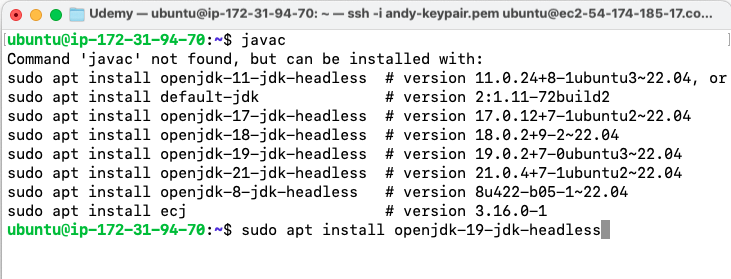 Udemy — ubuntu@ip-172-31-94-70: ~ — ssh -i andy-keypair.pem ubuntu@ec2-54-174-185-17.co...
ubuntu@ip-172-31-94-70:~$ javac
Command 'javac' not found, but can be installed with:
sudo apt install openjdk-11-jdk-headless  # version 11.0.24+8-1ubuntu3~22.04, or
sudo apt install default-jdk              # version 2:1.11-72build2
sudo apt install openjdk-17-jdk-headless  # version 17.0.12+7-1ubuntu2~22.04
sudo apt install openjdk-18-jdk-headless  # version 18.0.2+9-2~22.04
sudo apt install openjdk-19-jdk-headless  # version 19.0.2+7-0ubuntu3~22.04
sudo apt install openjdk-21-jdk-headless  # version 21.0.4+7-1ubuntu2~22.04
sudo apt install openjdk-8-jdk-headless   # version 8u422-b05-1~22.04
sudo apt install ecj                      # version 3.16.0-1
ubuntu@ip-172-31-94-70:~$ sudo apt install openjdk-19-jdk-headless